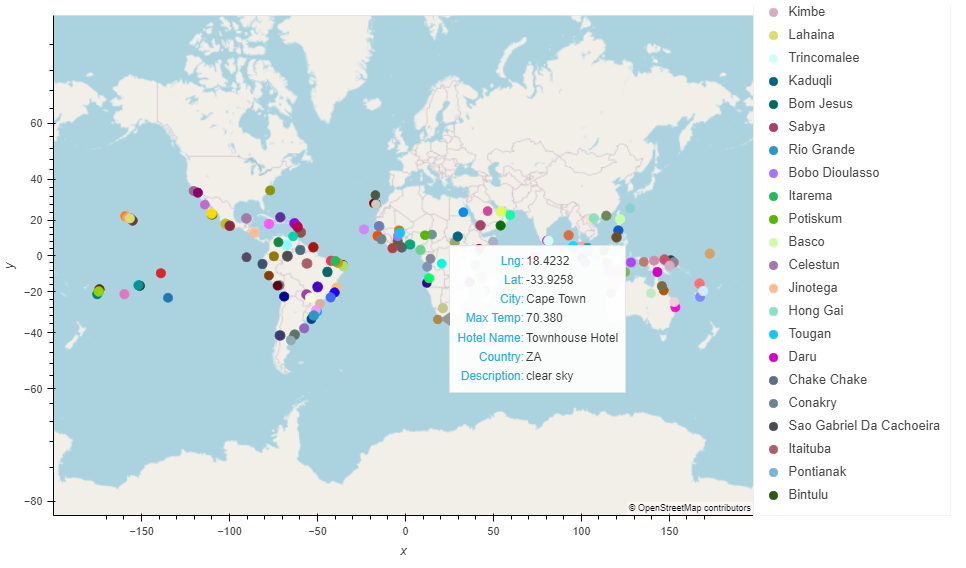 Kimbe
Lahaina
Trincomalee
Kaduqli
Bom Jesus
Sabya
Rio Grande
Bobo Dioulasso
Itarema
Potiskum
Basco
Celestun
Jinotega
Hong Gai
Tougan
Daru
Chake Chake
Conakry
Sao Gabriel Da Cachoeira
Itaituba
Pontianak
Bintulu
60
40
20
0
−20
−40
−60
−80
y
Lng: 18.4232
Lat: -33.9258
City: Cape Town
Max Temp: 70.380
Hotel Name: Townhouse Hotel
Country: ZA
Description: clear sky
© OpenStreetMap contributors
−150 −100 −50 0 50 100 150
x